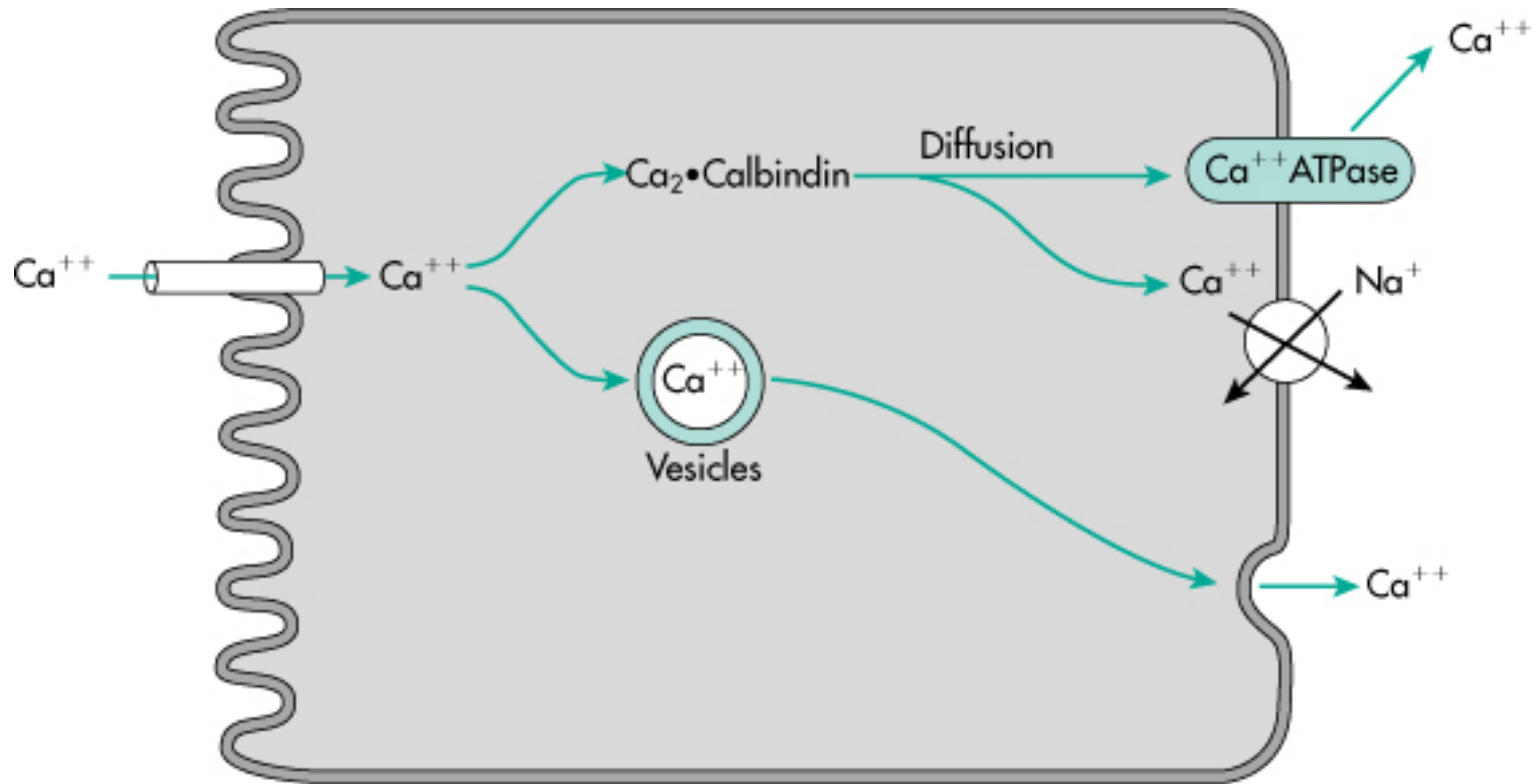 Ca⁺⁺
Diffusion
Ca₂•Calbindin
Ca⁺⁺ATPase
Ca⁺⁺
Ca⁺⁺
Ca⁺⁺
Na⁺
Ca⁺⁺
Vesicles
Ca⁺⁺